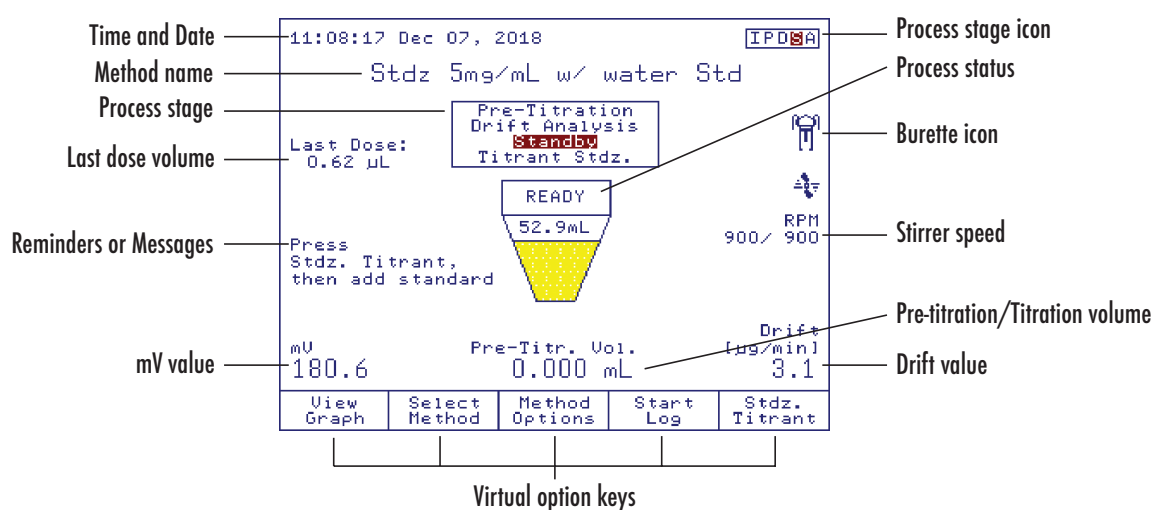 Time and Date
11:08:17 Dec 07, 2018
IPDSA
Process stage icon
Method name
Stdz 5mg/mL w/ water Std
Process status
Process stage
Pre-Titration
Drift Analysis
Standby
Titrant Stdz.
Burette icon
Last dose volume
Last Dose:
0.62 µL
READY
52.9mL
RPM
900/ 900
Stirrer speed
Reminders or Messages
Press
Stdz. Titrant,
then add standard
Pre-titration/Titration volume
mV value
mV
180.6
Pre-Titr. Vol.
0.000 mL
Drift
[µg/min]
3.1
Drift value
View
Graph
Select
Method
Method
Options
Start
Log
Stdz.
Titrant
Virtual option keys